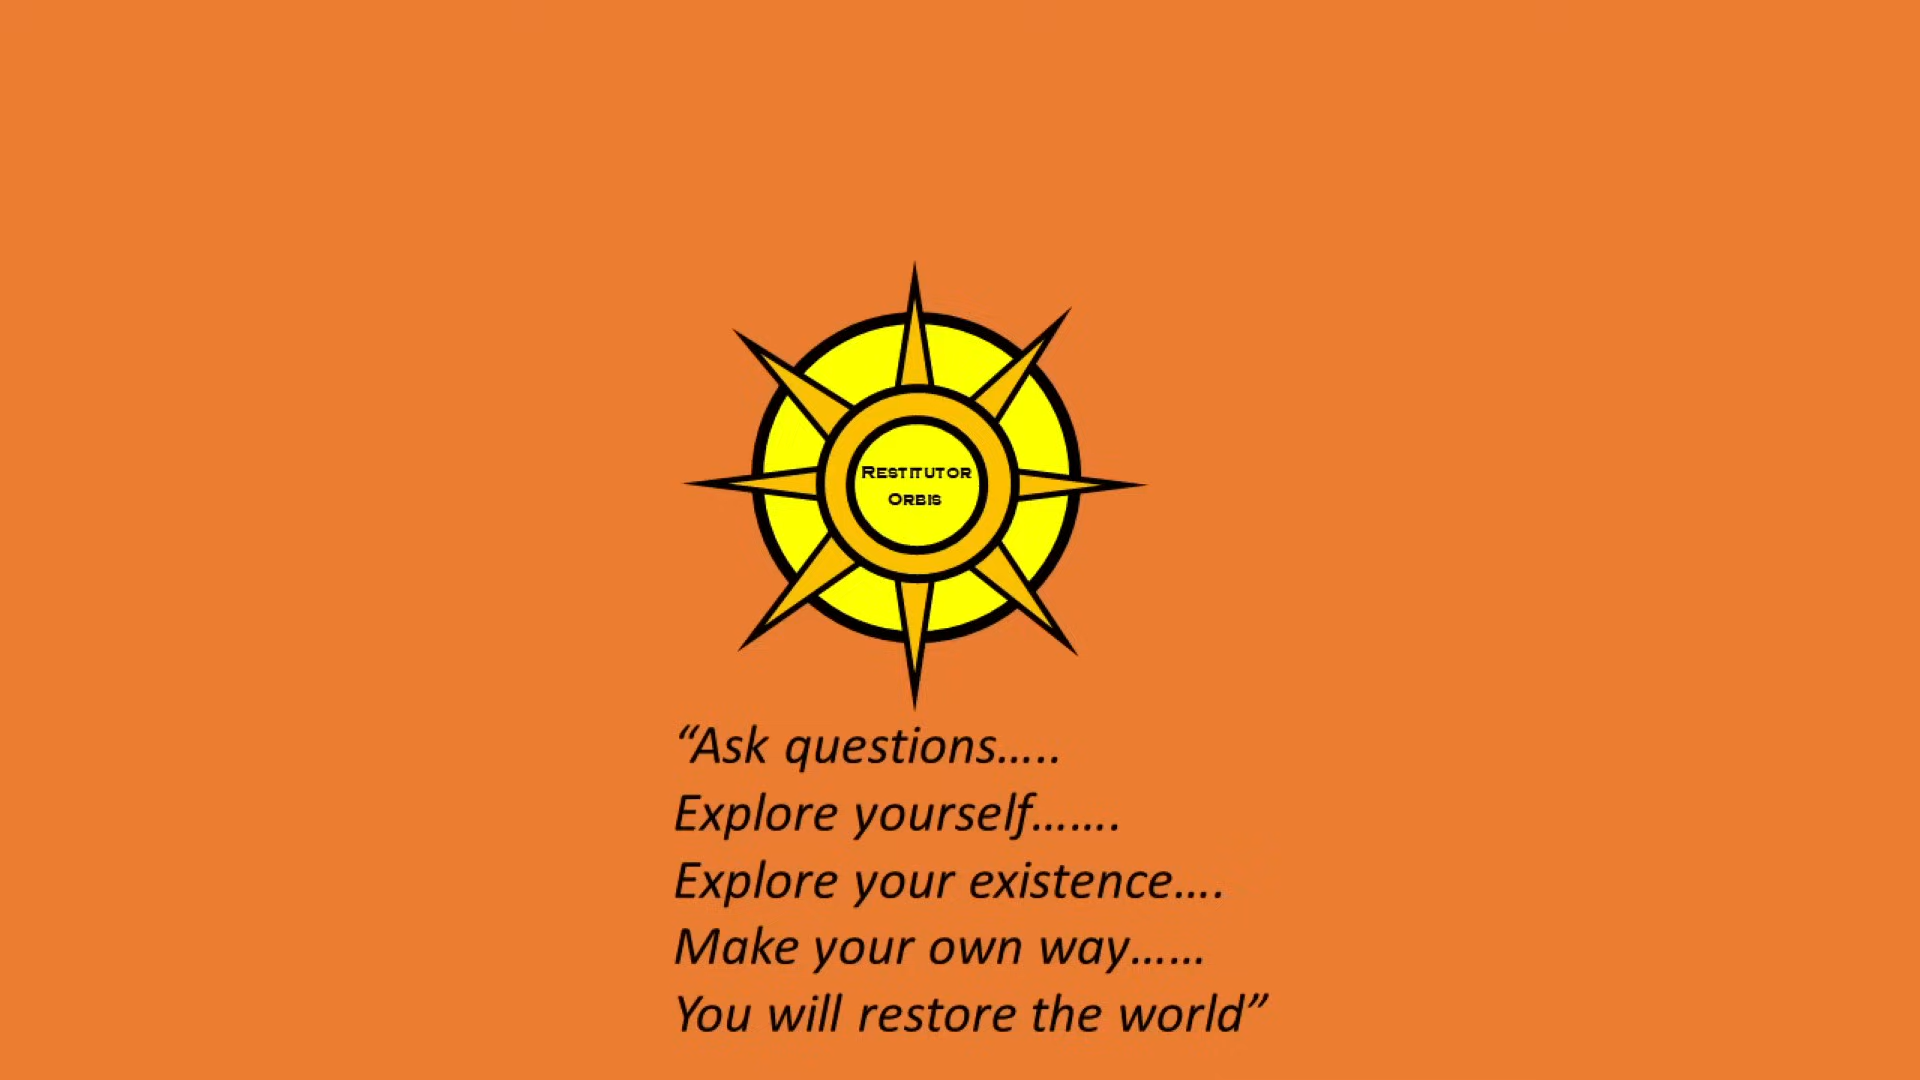 RESTITUTOR
ORBIS
“Ask questions…..
Explore yourself…….
Explore your existence….
Make your own way……
You will restore the world”